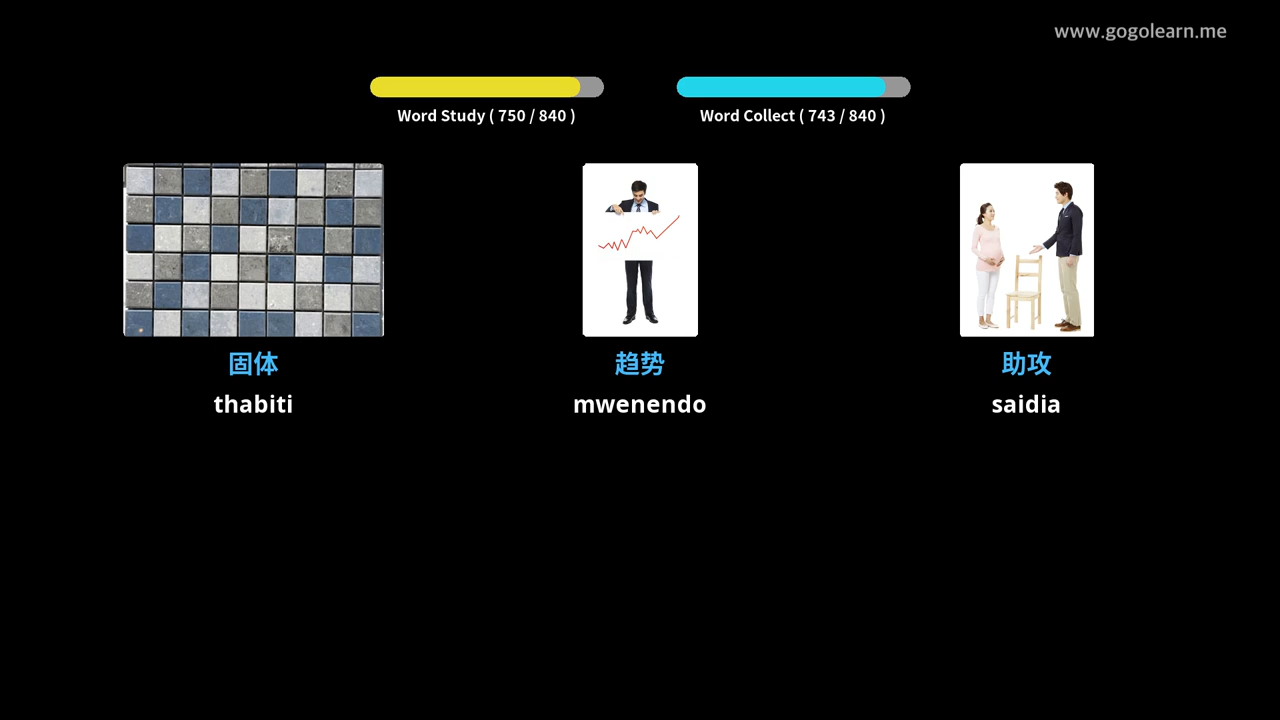 www.gogolearn.me
Word Study ( 750 / 840 )
Word Collect ( 743 / 840 )
固体
趋势
助攻
thabiti
mwenendo
saidia